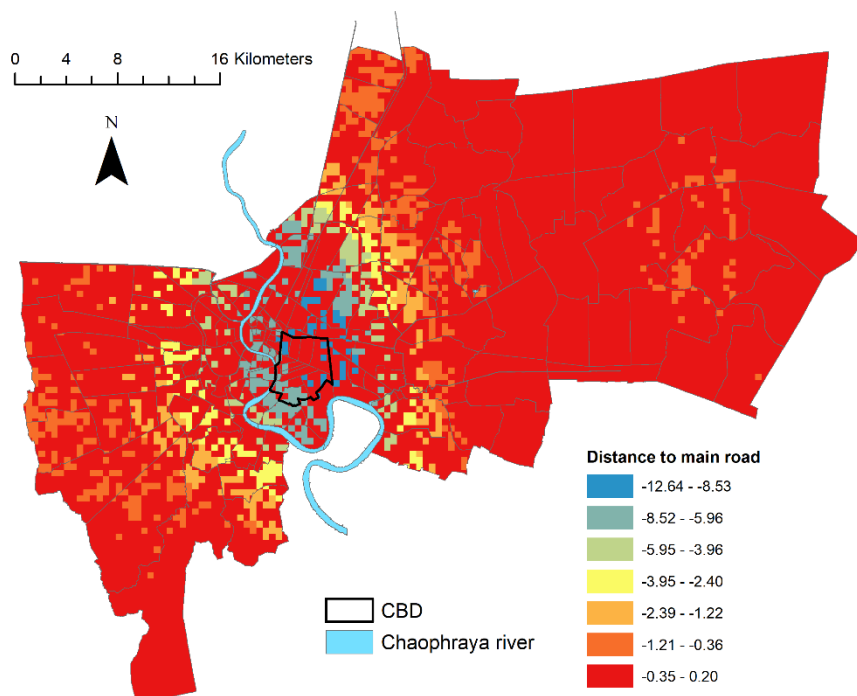 0 4 8 16 Kilometers
N
Distance to main road
-12.64 - -8.53
-8.52 - -5.96
-5.95 - -3.96
-3.95 - -2.40
-2.39 - -1.22
-1.21 - -0.36
-0.35 - 0.20
CBD
Chaophraya river